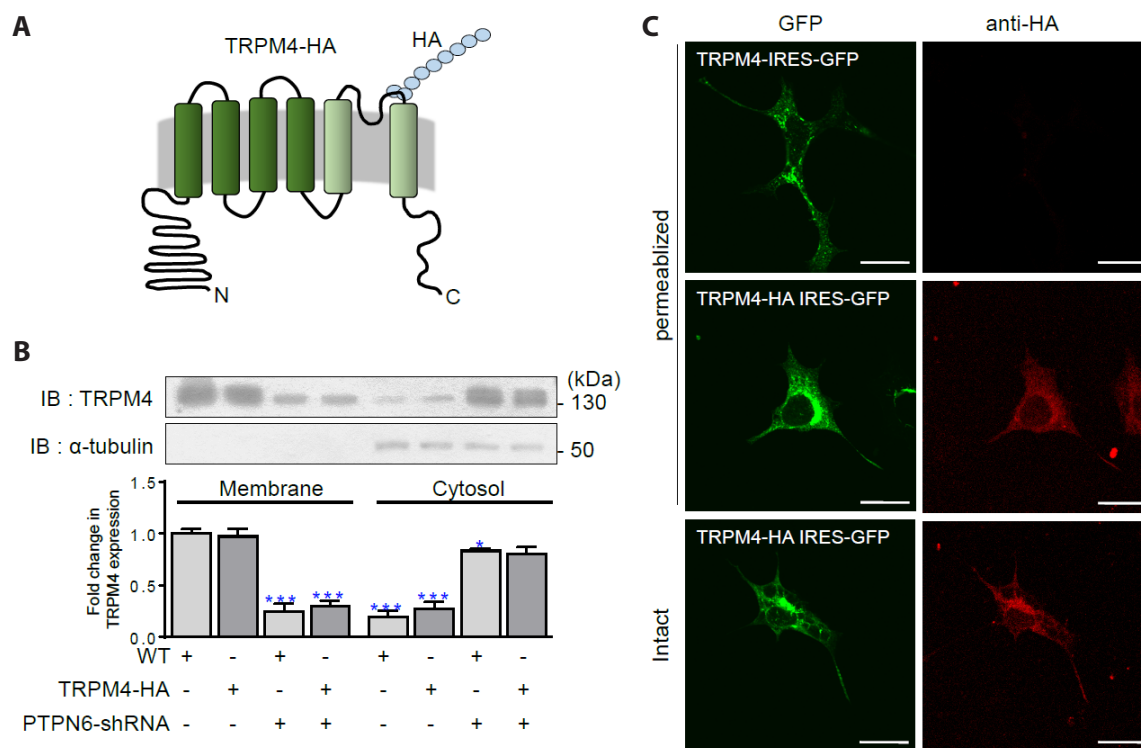 A
TRPM4-HA
HA
N
C
B
IB : TRPM4
(kDa)
- 130
IB : α-tubulin
- 50
Fold change in
TRPM4 expression
1.5
1.0
0.5
0.0
Membrane
Cytosol
*** *** *** *** *
WT + - + - + - + -
TRPM4-HA - + - + - + - +
PTPN6-shRNA - - + + - - + +
C
GFP
anti-HA
permeablized
TRPM4-IRES-GFP
TRPM4-HA IRES-GFP
Intact
TRPM4-HA IRES-GFP